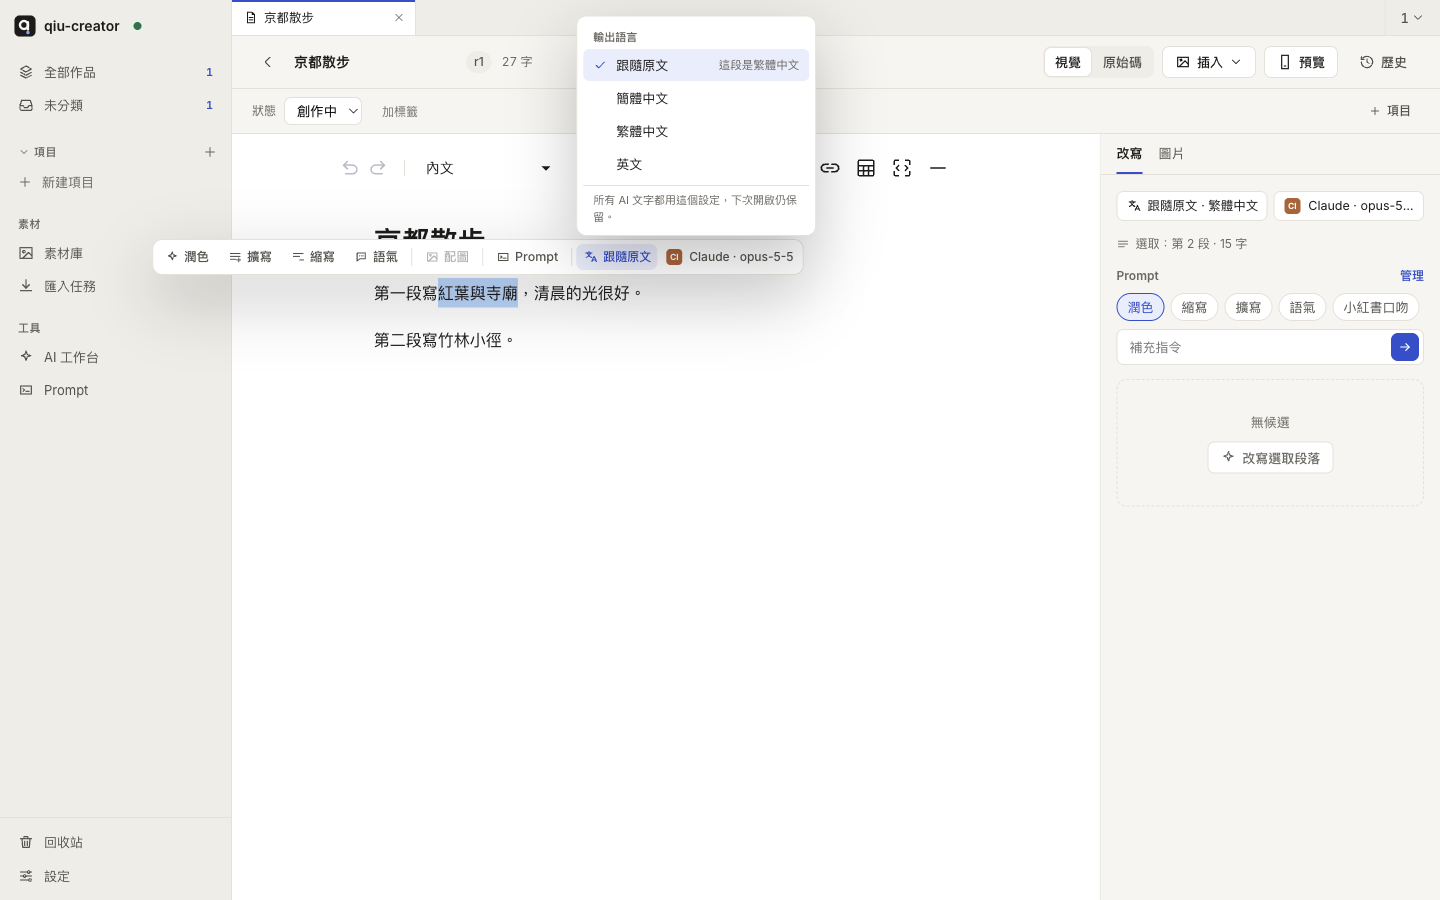 qiu-creator
全部作品 1
未分類 1
項目
新建項目
素材
素材庫
匯入任務
工具
AI 工作台
Prompt
回收站
設定
京都散步
1
京都散步
r1 27 字
視覺 原始碼 插入 預覽 歷史
狀態 創作中 加標籤
項目
內文
輸出語言
跟隨原文 這段是繁體中文
簡體中文
繁體中文
英文
所有 AI 文字都用這個設定，下次開啟仍保
留。
京都散步
潤色 擴寫 縮寫 語氣 配圖 Prompt 跟隨原文 Cl Claude · opus-5-5
第一段寫紅葉與寺廟，清晨的光很好。
第二段寫竹林小徑。
改寫 圖片
跟隨原文 · 繁體中文 Cl Claude · opus-5...
選取：第 2 段 · 15 字
Prompt 管理
潤色 縮寫 擴寫 語氣 小紅書口吻
補充指令
無候選
改寫選取段落